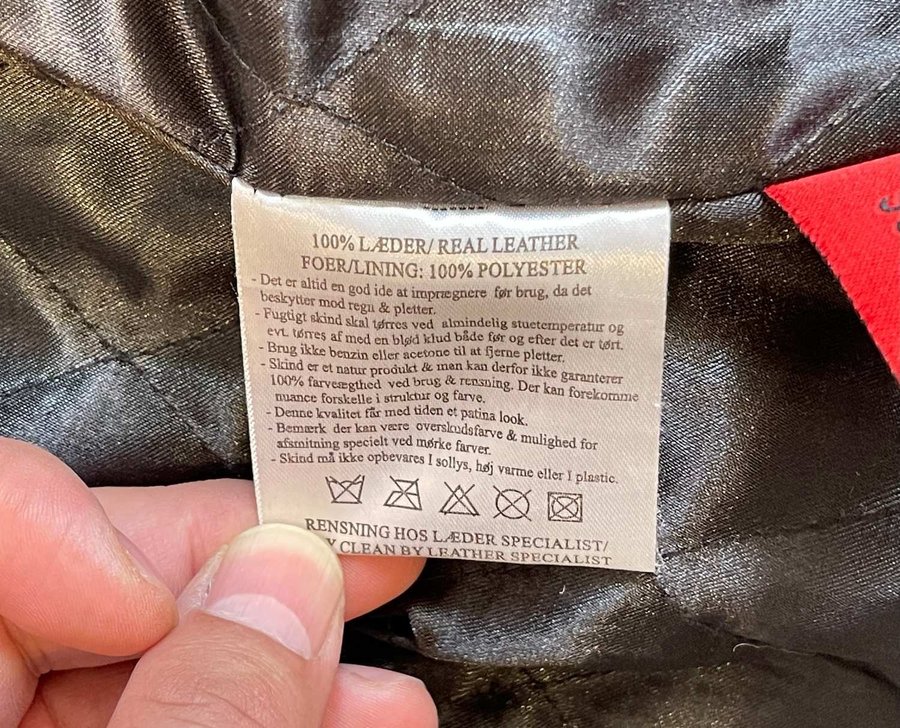 100% LÆDER/ REAL LEATHER
FOER/LINING: 100% POLYESTER
- Det er altid en god ide at imprægnere før brug, da det
beskytter mod regn & pletter.
- Fugtigt skind skal tørres ved almindelig stuetemperatur og
evt. tørres af med en blød klud både før og efter det er tørt.
- Brug ikke benzin eller acetone til at fjerne pletter.
- Skind er et natur produkt & man kan derfor ikke garanterer
100% farvesægthed ved brug & rensning. Der kan forekomme
nuance forskelle i struktur og farve.
- Denne kvalitet får med tiden et patina look.
- Bemærk der kan være overskudsfarve & mulighed for
afsmitning specielt ved mørke farver.
- Skind må ikke opbevares I sollys, høj varme eller I plastic.
RENSNING HOS LÆDER SPECIALIST/
Y CLEAN BY LEATHER SPECIALIST